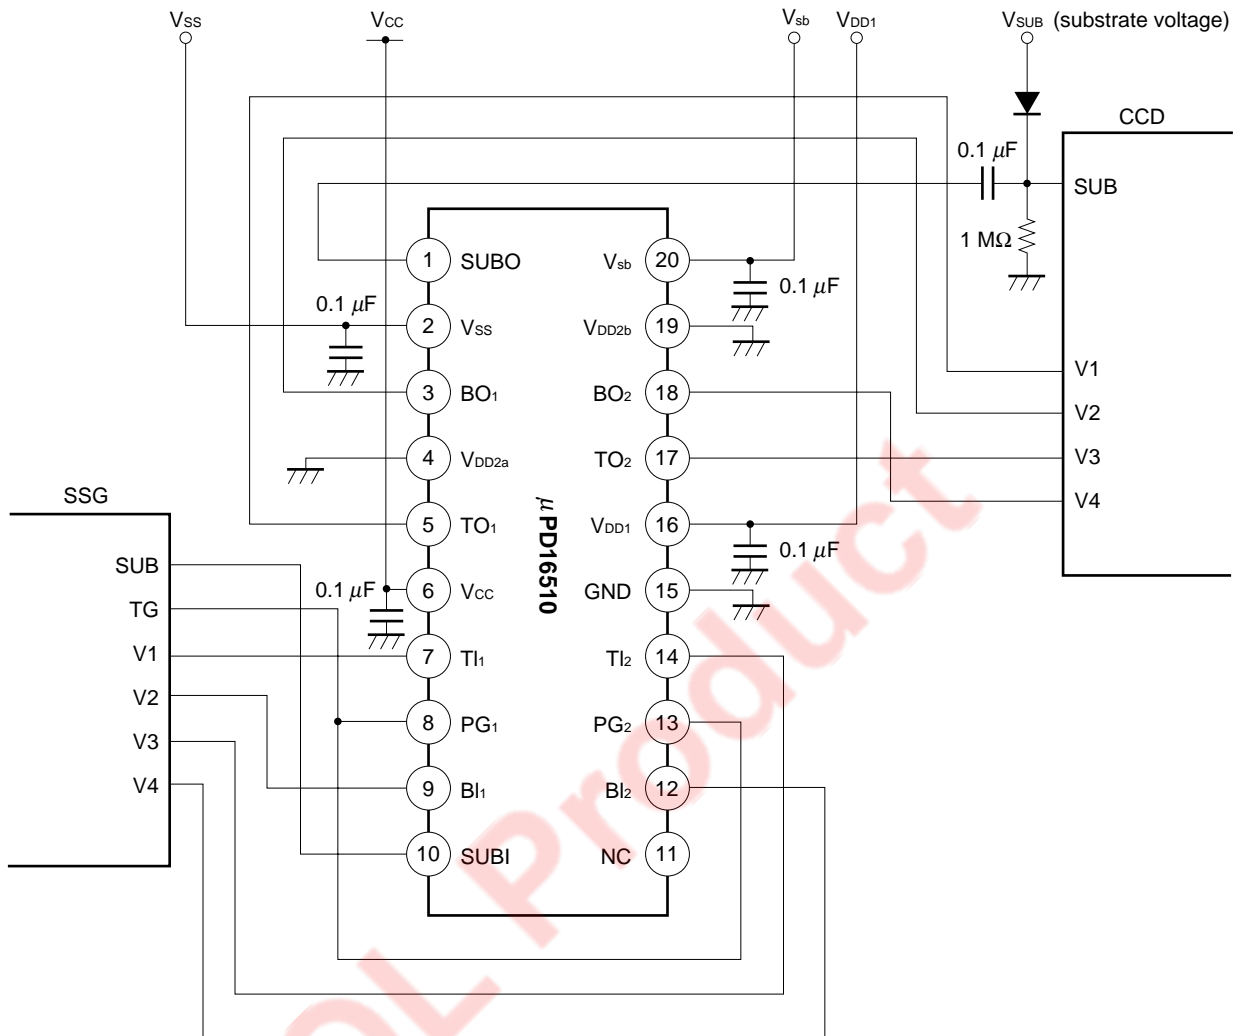 VSS
VCC
Vsb
VDD1
VSUB (substrate voltage)
CCD
0.1 μF
SUB
1 MΩ
1 SUBO
Vsb 20
0.1 μF
0.1 μF
2 VSS
VDD2b 19
V1
3 BO1
BO2 18
V2
4 VDD2a
TO2 17
V3
V4
SSG
5 TO1
μPD16510
VDD1 16
0.1 μF
SUB
0.1 μF
6 VCC
GND 15
TG
V1
7 TI1
TI2 14
V2
8 PG1
PG2 13
V3
V4
9 BI1
BI2 12
10 SUBI
NC 11
OL Product